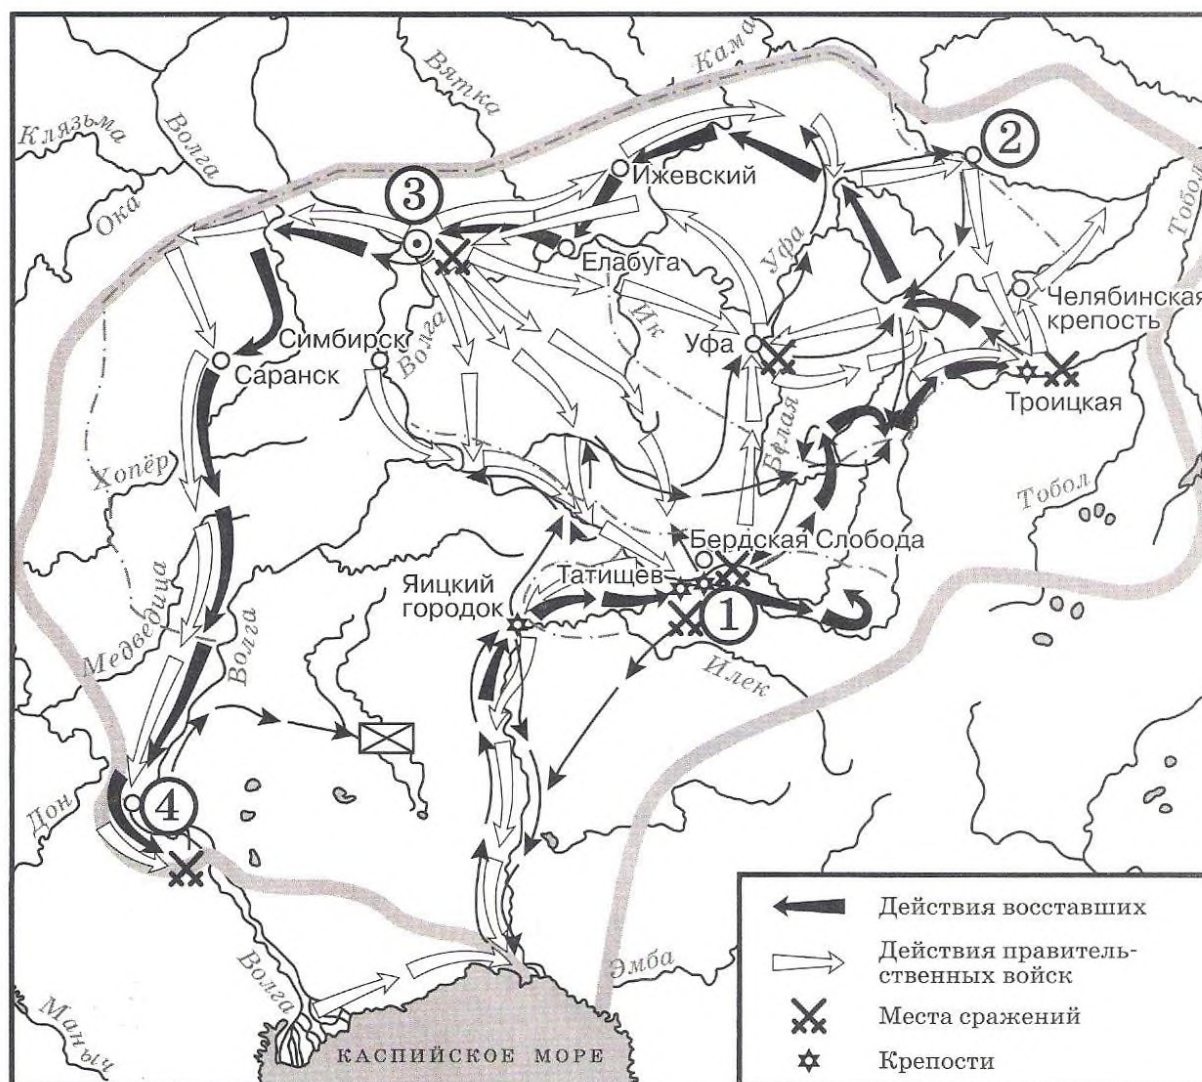 Клязьма
Волга
Вятка
Кама
2
Тобол
Ока
3
Ижевский
Елабуга
Уфа
Ик
Челябинская
крепость
Симбирск
Волга
Уфа
Саранск
Троицкая
Белая
Хопёр
Тобол
Бердская Слобода
Татищев
Яицкий
городок
1
Медведица
Волга
Илек
Дон
4
Волга
Эмба
Маныч
КАСПИЙСКОЕ МОРЕ
Действия восставших
Действия правитель-
ственных войск
Места сражений
Крепости